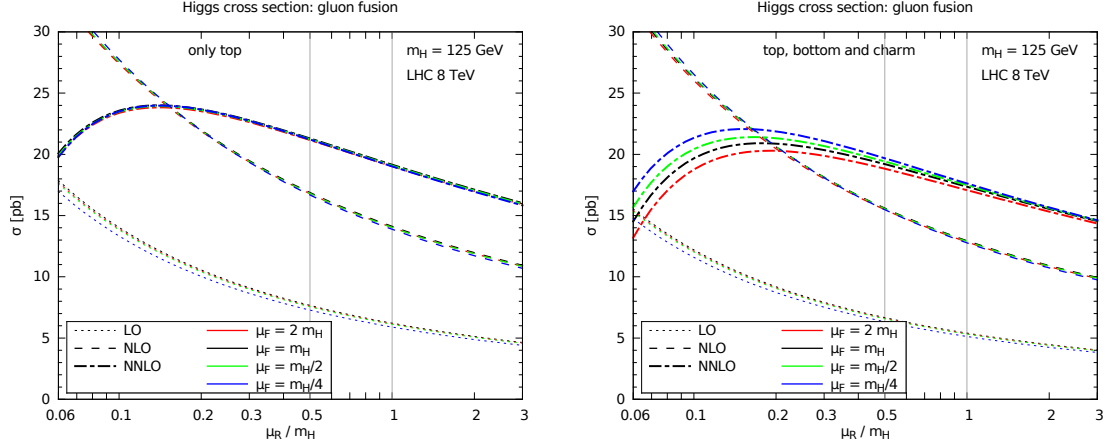 Higgs cross section: gluon fusion
only top
m_H = 125 GeV
LHC 8 TeV
σ [pb]
30
25
20
15
10
5
0
LO
NLO
NNLO
μ_F = 2 m_H
μ_F = m_H
μ_F = m_H/2
μ_F = m_H/4
0.06 0.1 0.2 0.3 0.5 1 2 3
μ_R / m_H
Higgs cross section: gluon fusion
top, bottom and charm
m_H = 125 GeV
LHC 8 TeV
σ [pb]
30
25
20
15
10
5
0
LO
NLO
NNLO
μ_F = 2 m_H
μ_F = m_H
μ_F = m_H/2
μ_F = m_H/4
0.06 0.1 0.2 0.3 0.5 1 2 3
μ_R / m_H